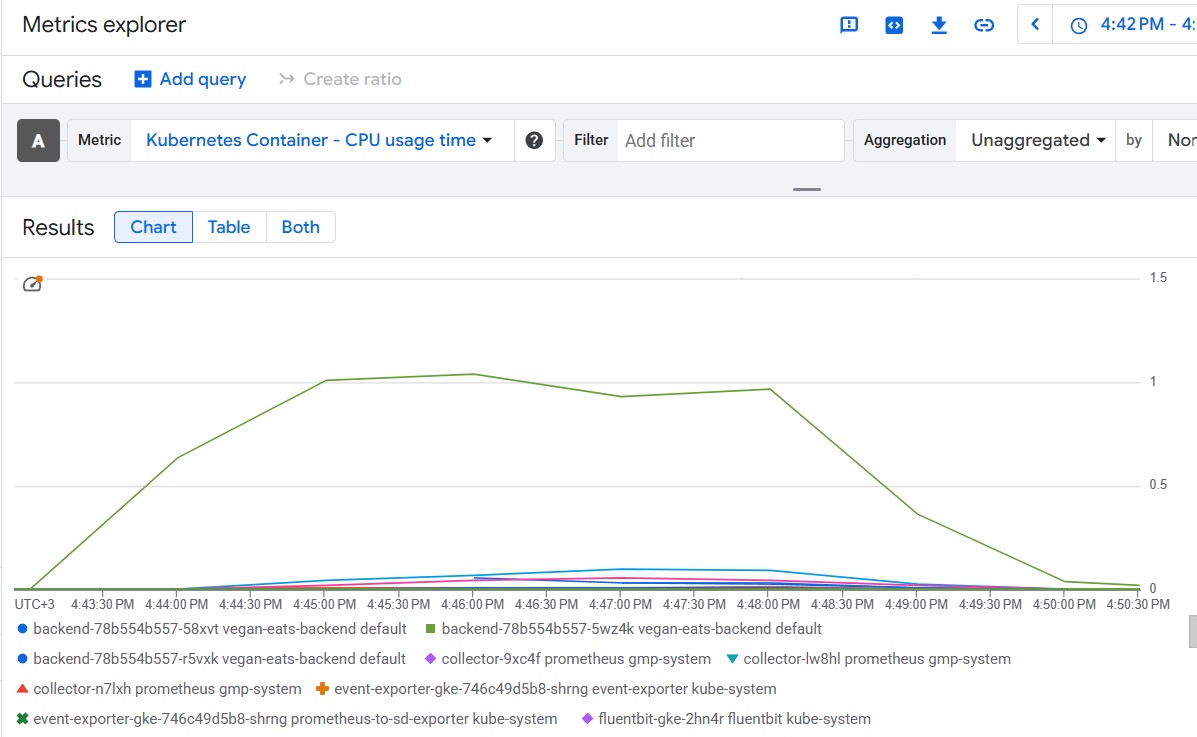 Metrics explorer 4:42 PM - 4:
Queries Add query Create ratio
A Metric Kubernetes Container - CPU usage time ? Filter Add filter Aggregation Unaggregated by
Results Chart Table Both
1.5
1
0.5
0
UTC+3 4:43:30 PM 4:44:00 PM 4:44:30 PM 4:45:00 PM 4:45:30 PM 4:46:00 PM 4:46:30 PM 4:47:00 PM 4:47:30 PM 4:48:00 PM 4:48:30 PM 4:49:00 PM 4:49:30 PM 4:50:00 PM 4:50:30 PM
backend-78b554b557-58xvt vegan-eats-backend default backend-78b554b557-5wz4k vegan-eats-backend default
backend-78b554b557-r5vxk vegan-eats-backend default collector-9xc4f prometheus gmp-system collector-lw8hl prometheus gmp-system
collector-n7lxh prometheus gmp-system event-exporter-gke-746c49d5b8-shrng event-exporter kube-system
event-exporter-gke-746c49d5b8-shrng prometheus-to-sd-exporter kube-system fluentbit-gke-2hn4r fluentbit kube-system